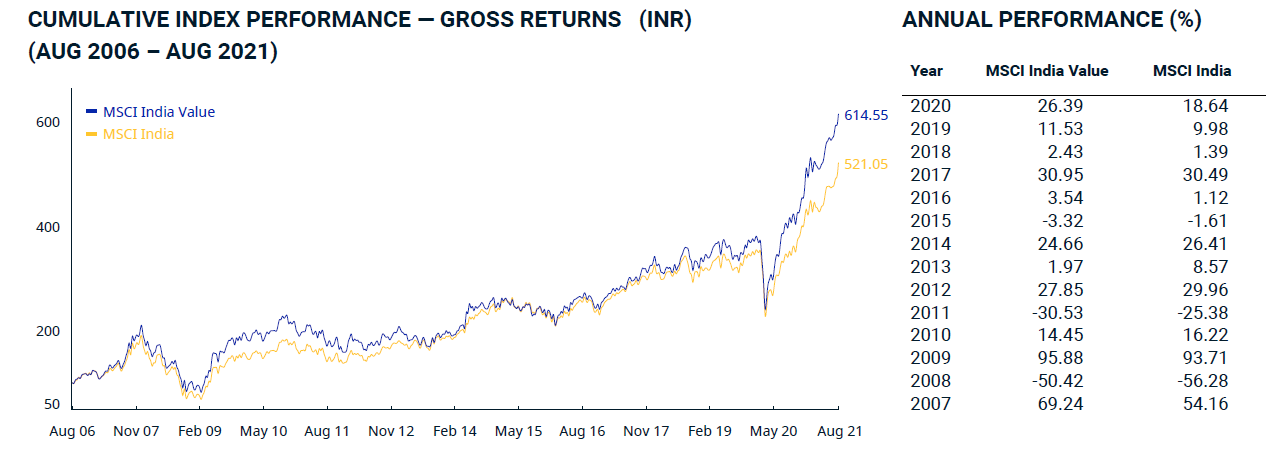 CUMULATIVE INDEX PERFORMANCE — GROSS RETURNS (INR)
(AUG 2006 – AUG 2021)
600
400
200
50
MSCI India Value
MSCI India
614.55
521.05
Aug 06 Nov 07 Feb 09 May 10 Aug 11 Nov 12 Feb 14 May 15 Aug 16 Nov 17 Feb 19 May 20 Aug 21
ANNUAL PERFORMANCE (%)
Year MSCI India Value MSCI India
2020 26.39 18.64
2019 11.53 9.98
2018 2.43 1.39
2017 30.95 30.49
2016 3.54 1.12
2015 -3.32 -1.61
2014 24.66 26.41
2013 1.97 8.57
2012 27.85 29.96
2011 -30.53 -25.38
2010 14.45 16.22
2009 95.88 93.71
2008 -50.42 -56.28
2007 69.24 54.16